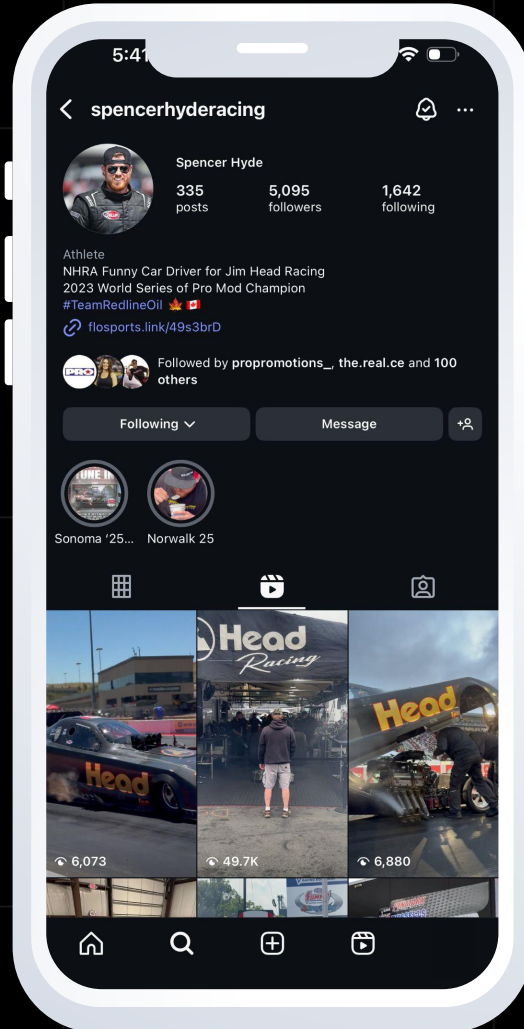 5:41
spencerhyderacing
Spencer Hyde
335
5,095
1,642
posts
followers
following
Athlete
NHRA Funny Car Driver for Jim Head Racing
2023 World Series of Pro Mod Champion
#TeamRedlineOil 🍁 🇨🇦
flosports.link/49s3brD
PRO
Followed by propromotions_, the.real.ce and 100
others
Following
Message
TUNE IN
Sonoma ‘25...
Norwalk 25
Head
Racing
Head
Head
6,073
49.7K
6,880